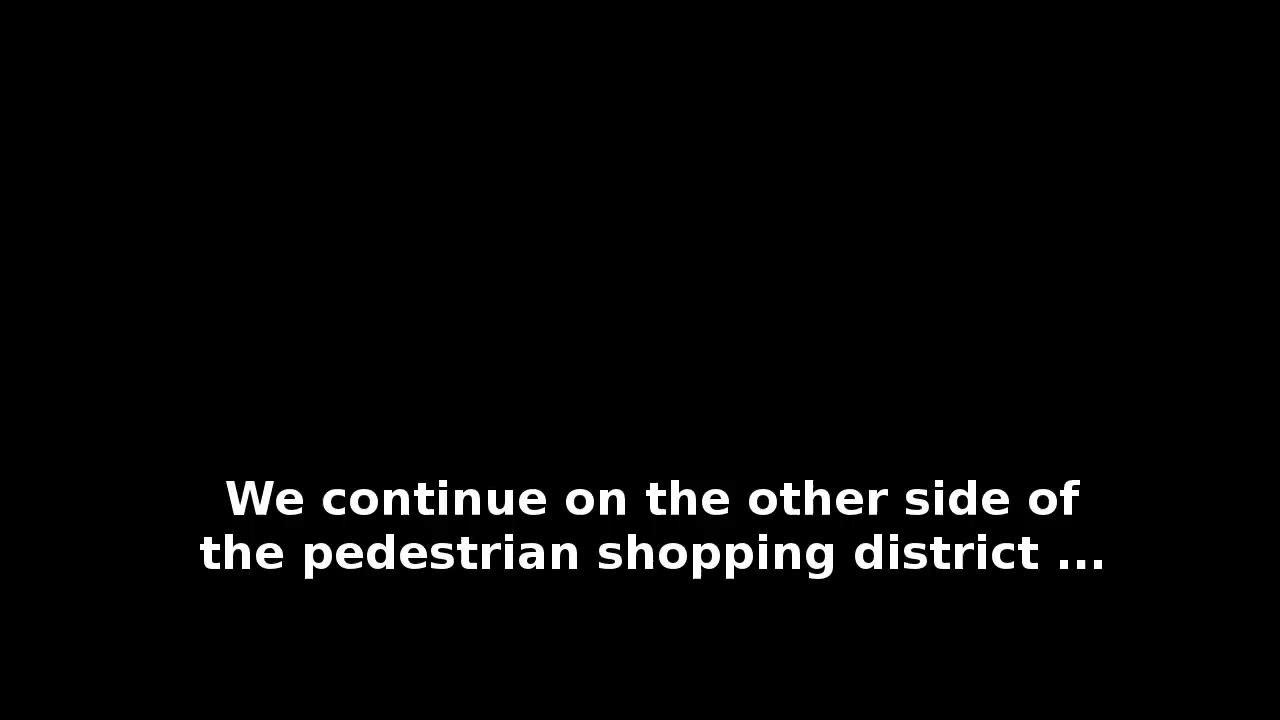 We continue on the other side of
the pedestrian shopping district ...